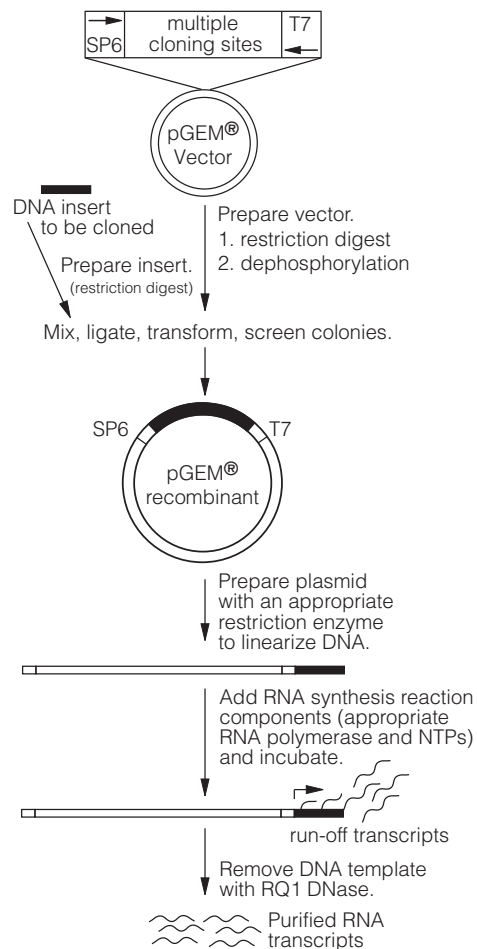 SP6
multiple
cloning sites
T7
pGEM®
Vector
DNA insert
to be cloned
Prepare vector.
1. restriction digest
2. dephosphorylation
Prepare insert.
(restriction digest)
Mix, ligate, transform, screen colonies.
SP6
T7
pGEM®
recombinant
Prepare plasmid
with an appropriate
restriction enzyme
to linearize DNA.
Add RNA synthesis reaction
components (appropriate
RNA polymerase and NTPs)
and incubate.
run-off transcripts
Remove DNA template
with RQ1 DNase.
Purified RNA
transcripts